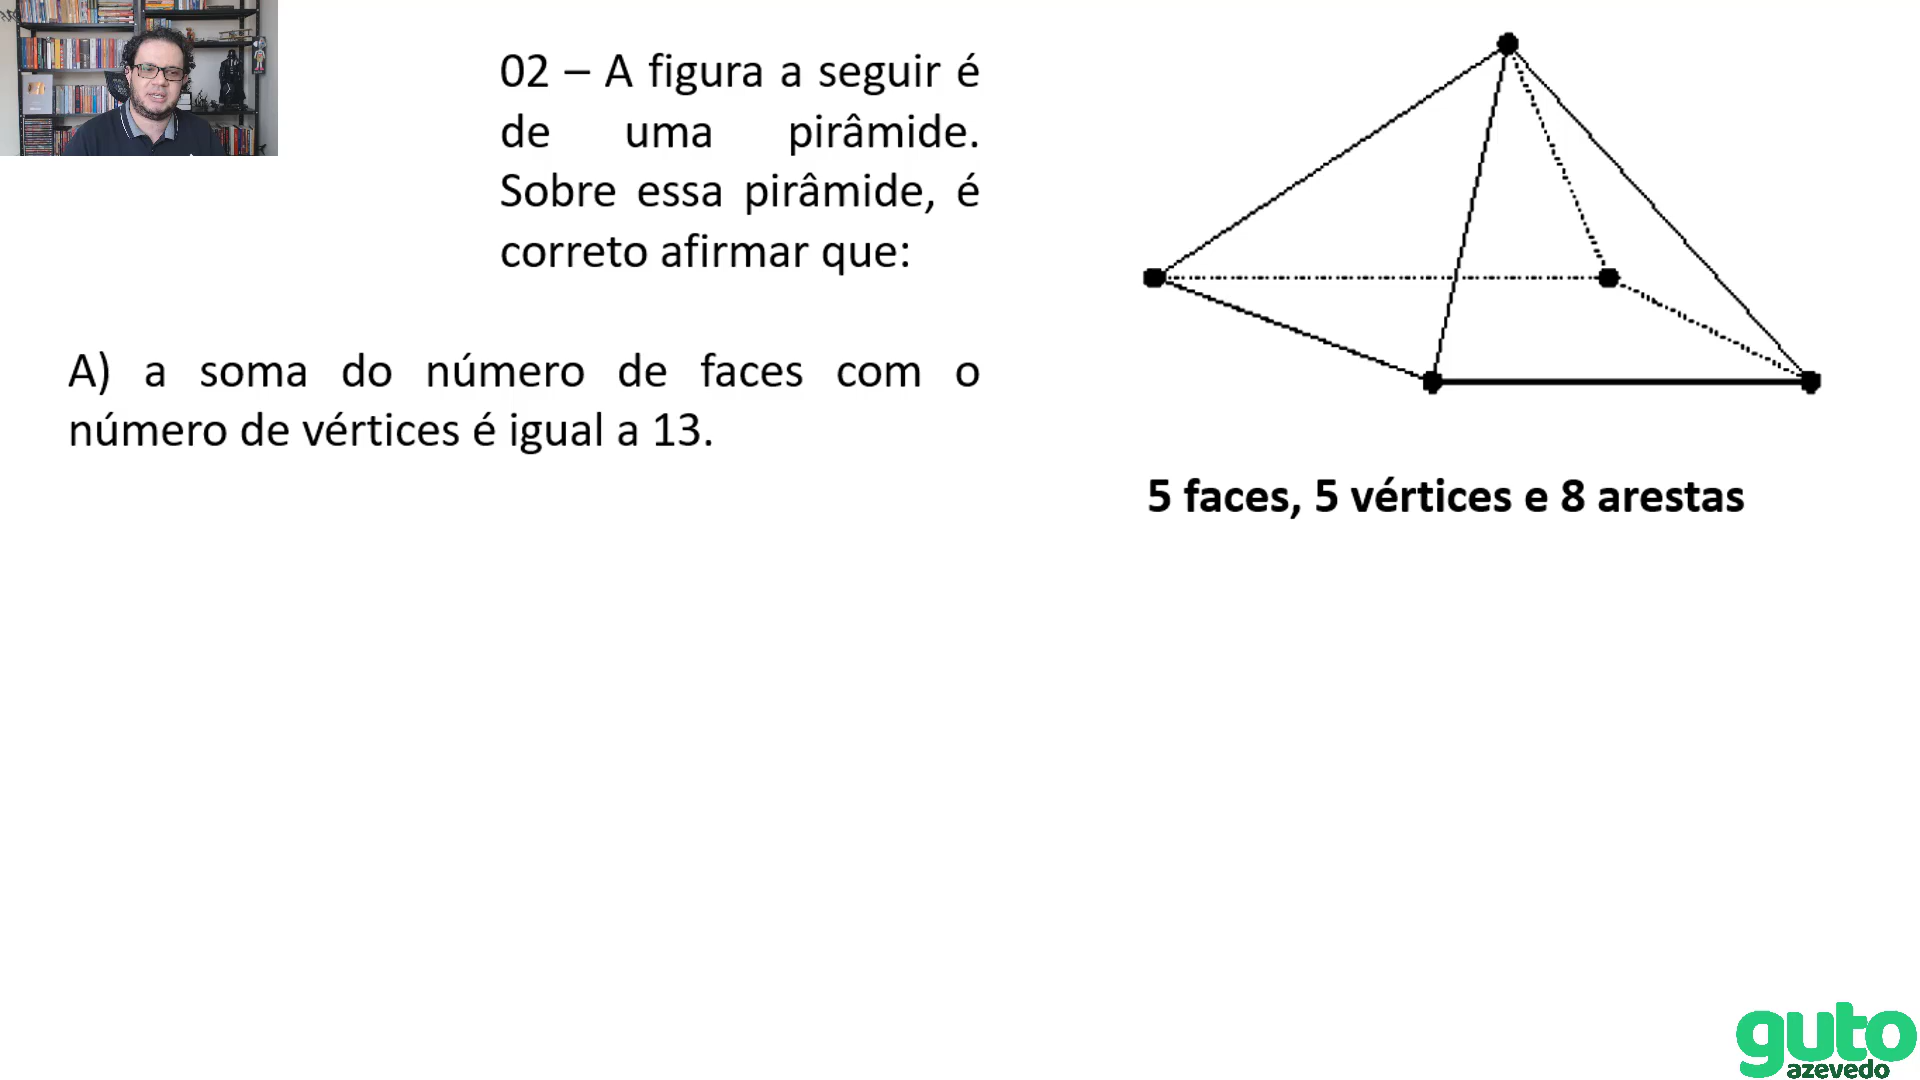 02 – A figura a seguir é
de uma pirâmide.
Sobre essa pirâmide, é
correto afirmar que:
A) a soma do número de faces com o
número de vértices é igual a 13.
5 faces, 5 vértices e 8 arestas
guto
azevedo